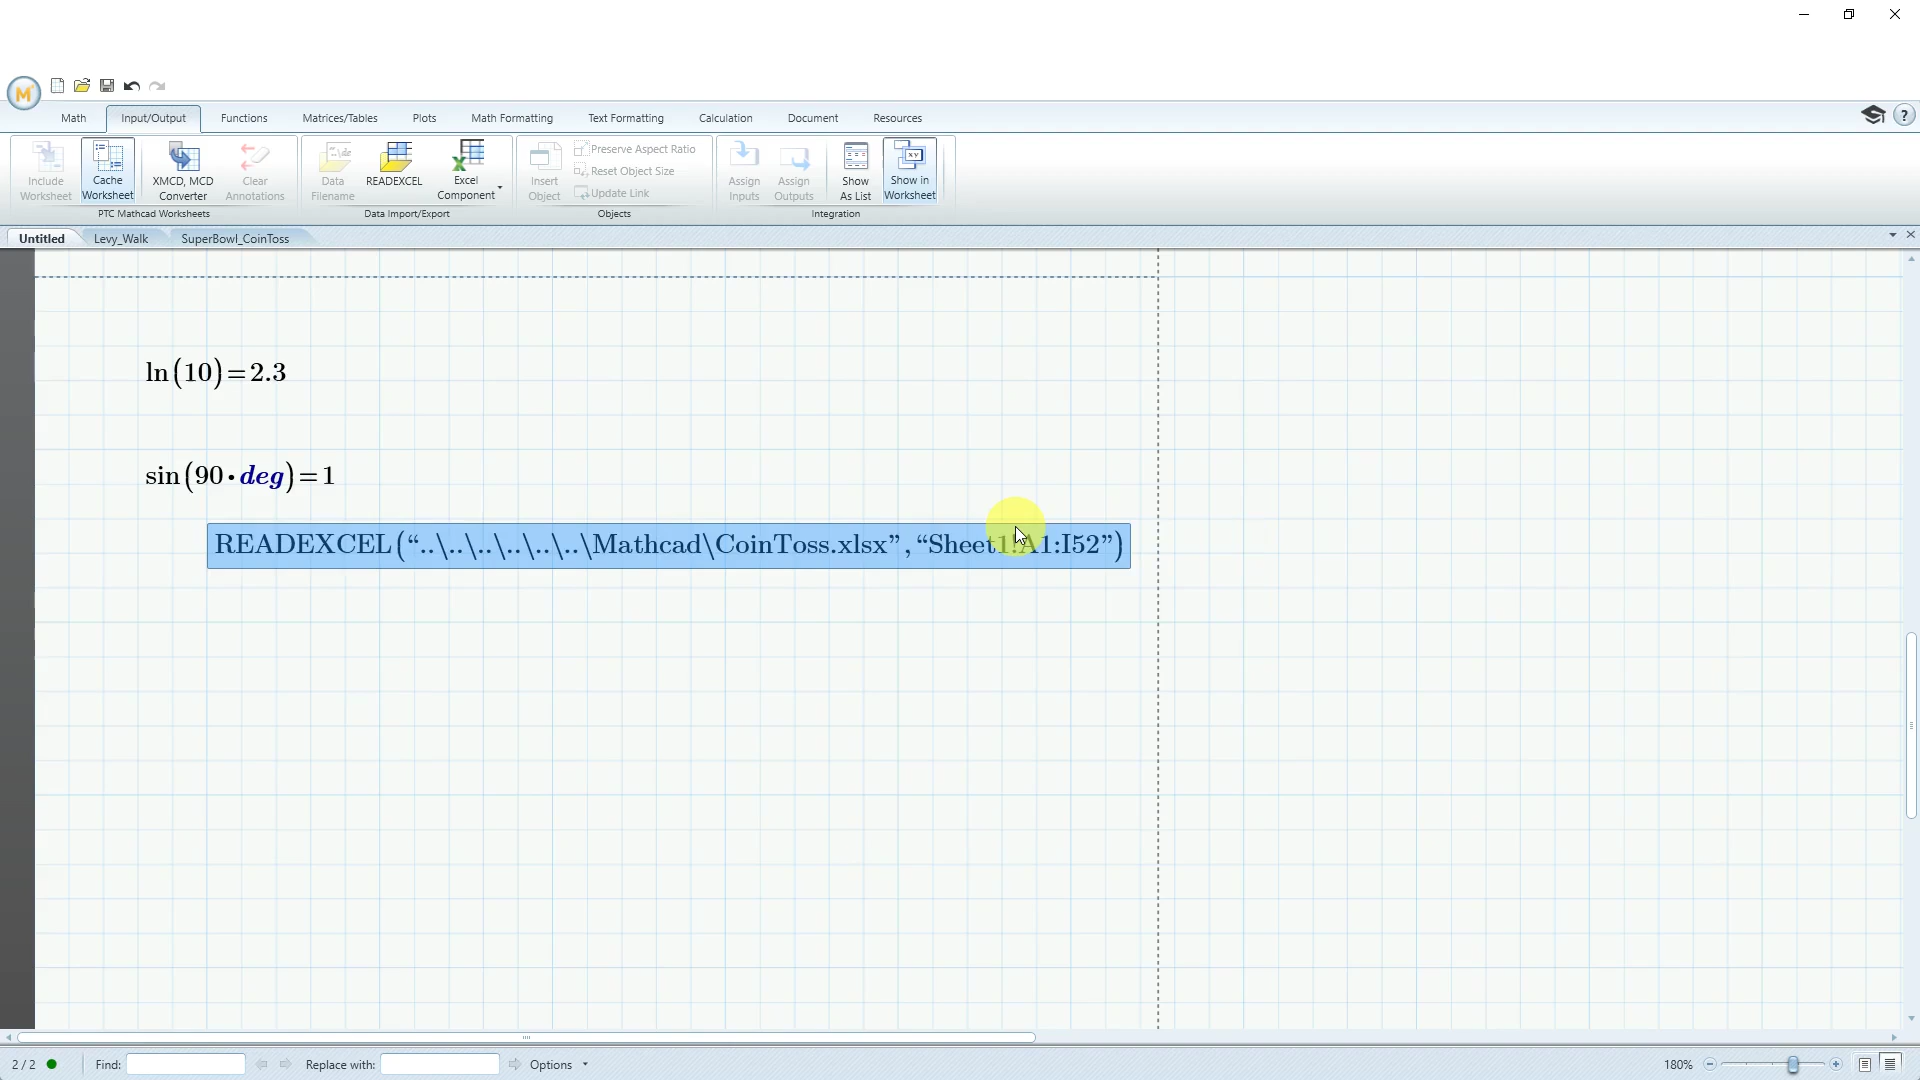 M
Math Input/Output Functions Matrices/Tables Plots Math Formatting Text Formatting Calculation Document Resources
?
Include Worksheet
Cache Worksheet
XMCD, MCD Converter
Clear Annotations
PTC Mathcad Worksheets
Data Filename
READEXCEL
Excel Component
Data Import/Export
Insert Object
Preserve Aspect Ratio
Reset Object Size
Update Link
Objects
Assign Inputs
Assign Outputs
Show As List
Show in Worksheet
Integration
Untitled Levy_Walk SuperBowl_CoinToss
ln(10)=2.3
sin(90·deg)=1
READEXCEL(“..\..\..\..\..\..\Mathcad\CoinToss.xlsx”,“Sheet1!A1:I52”)
2 / 2 Find: Replace with: Options 180%